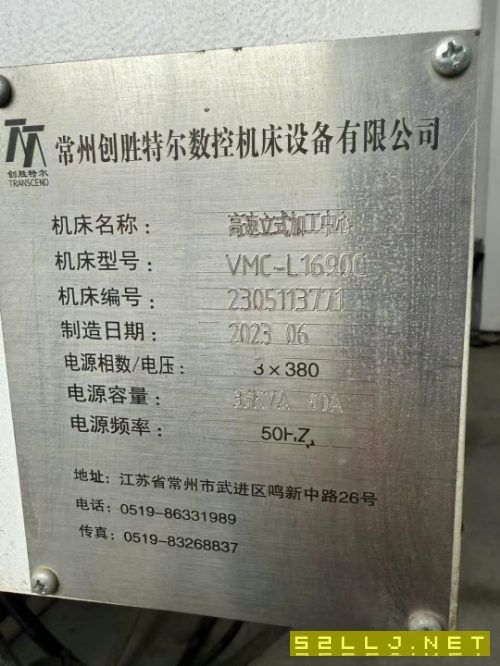 创胜特尔
TRANSCEND
常州创胜特尔数控机床设备有限公司
机床名称: 高速立式加工中心
机床型号: VMC-L1690C
机床编号: 2305113771
制造日期: 2023 06
电源相数/电压: 3×380
电源容量: 35KVA 60A
电源频率: 50HZ
地址: 江苏省常州市武进区鸣新中路26号
电话: 0519-86331989
传真: 0519-83268837
52LLJ.NET